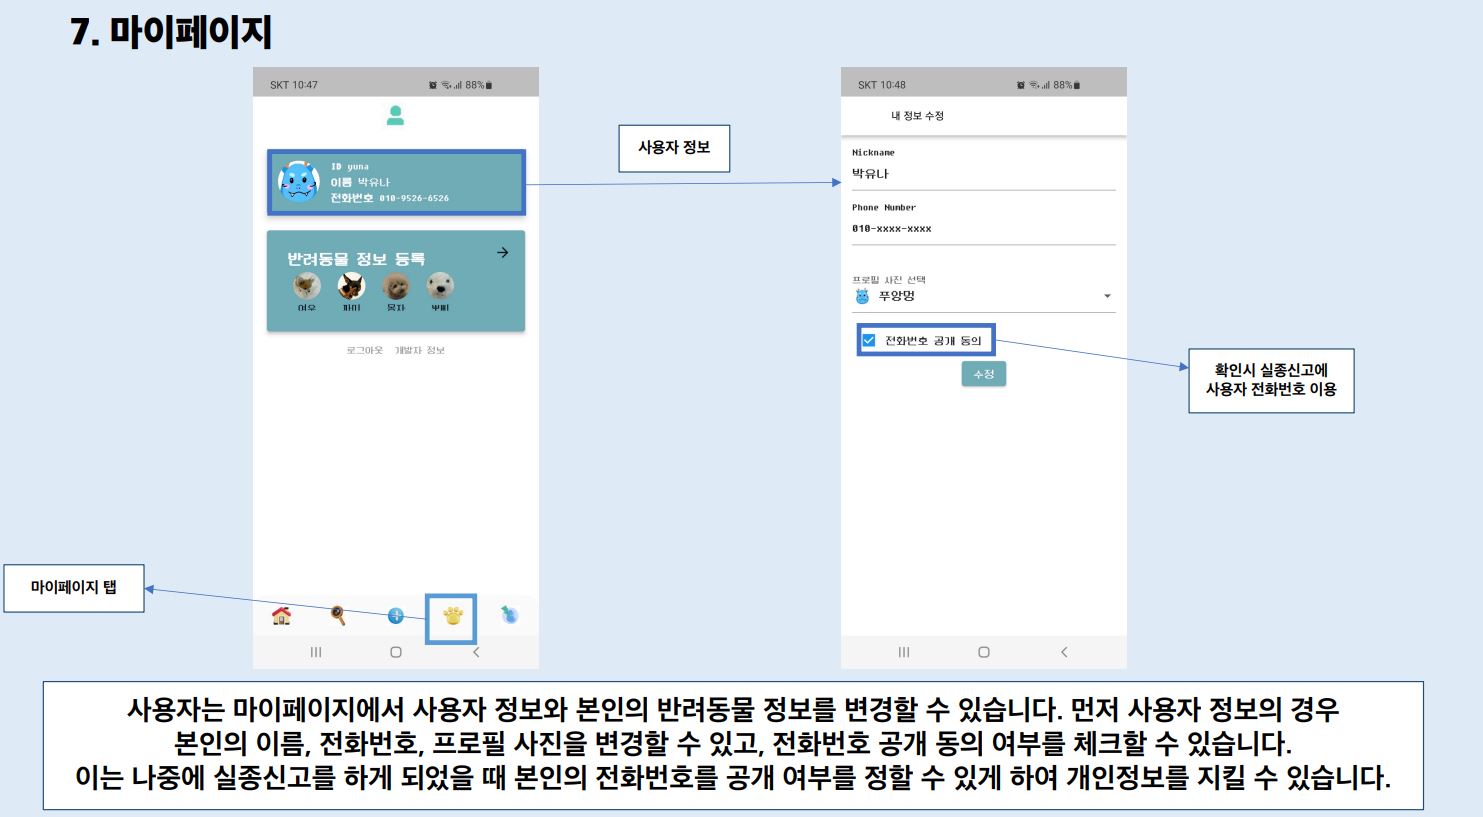 7. 마이페이지
SKT 10:47
88%
ID yuna
이름 박유나
전화번호 010-9526-6526
반려동물 정보 등록
여우 까미 몽자 뽀삐
로그아웃 개발자 정보
마이페이지 탭
사용자 정보
SKT 10:48
88%
내 정보 수정
Nickname
박유나
Phone Number
010-xxxx-xxxx
프로필 사진 선택
푸앙멍
전화번호 공개 동의
수정
확인시 실종신고에
사용자 전화번호 이용
사용자는 마이페이지에서 사용자 정보와 본인의 반려동물 정보를 변경할 수 있습니다. 먼저 사용자 정보의 경우
본인의 이름, 전화번호, 프로필 사진을 변경할 수 있고, 전화번호 공개 동의 여부를 체크할 수 있습니다.
이는 나중에 실종신고를 하게 되었을 때 본인의 전화번호를 공개 여부를 정할 수 있게 하여 개인정보를 지킬 수 있습니다.